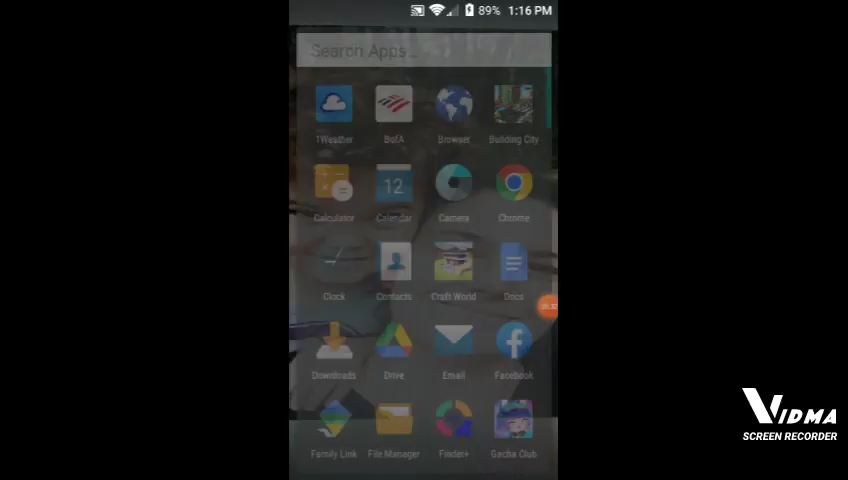 89% 1:16 PM
Search Apps...
1Weather BofA Browser Building City
12
Calculator Calendar Camera Chrome
Clock Contacts Craft World Docs
Downloads Drive Email Facebook
Family Link File Manager Finder+ Gacha Club
VIDMA
SCREEN RECORDER